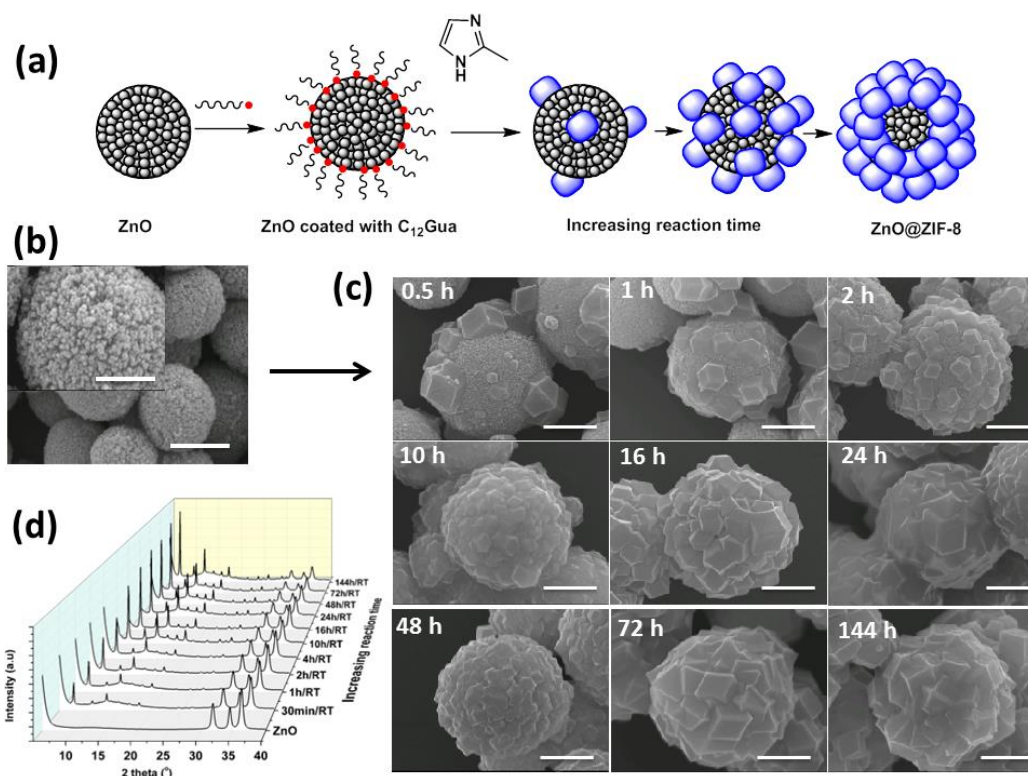 (a)
N
N
H
ZnO
ZnO coated with C₁₂Gua
Increasing reaction time
ZnO@ZIF-8
(b)
(c)
0.5 h
1 h
2 h
10 h
16 h
24 h
48 h
72 h
144 h
(d)
Intensity (a.u)
144h/RT
72h/RT
48h/RT
24h/RT
16h/RT
10h/RT
4h/RT
2h/RT
1h/RT
30min/RT
ZnO
Increasing reaction time
10 15 20 25 30 35 40
2 theta (°)